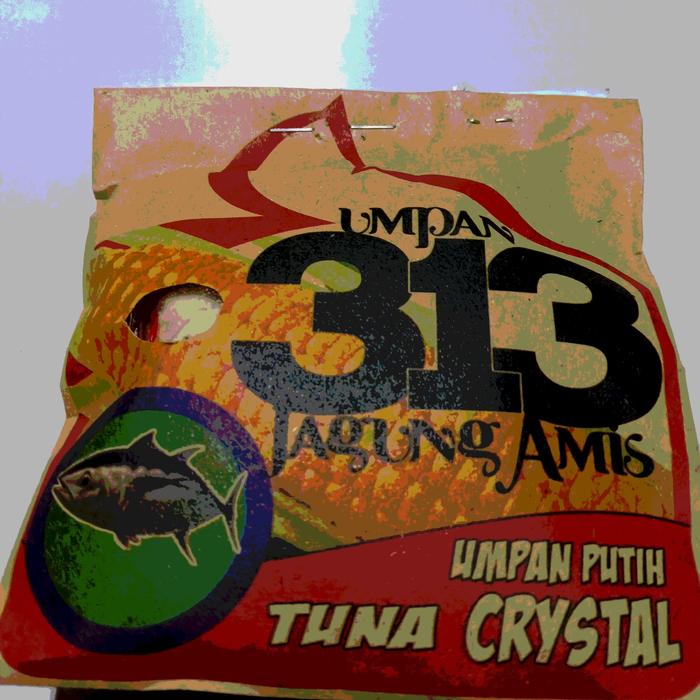 UMPAN
313
JAGUNG AMIS
UMPAN PUTIH
TUNA CRYSTAL